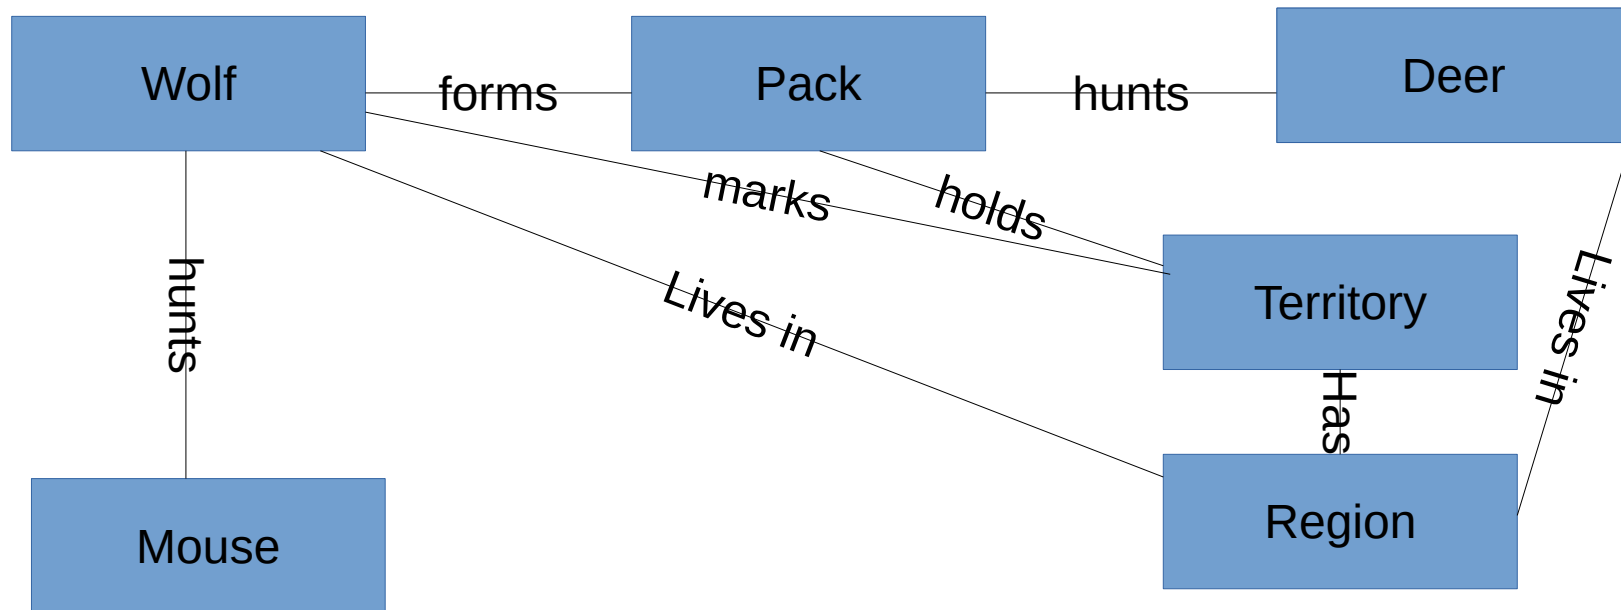 Wolf
forms
Pack
hunts
Deer
marks
holds
hunts
Lives in
Territory
Lives in
Has
Region
Mouse